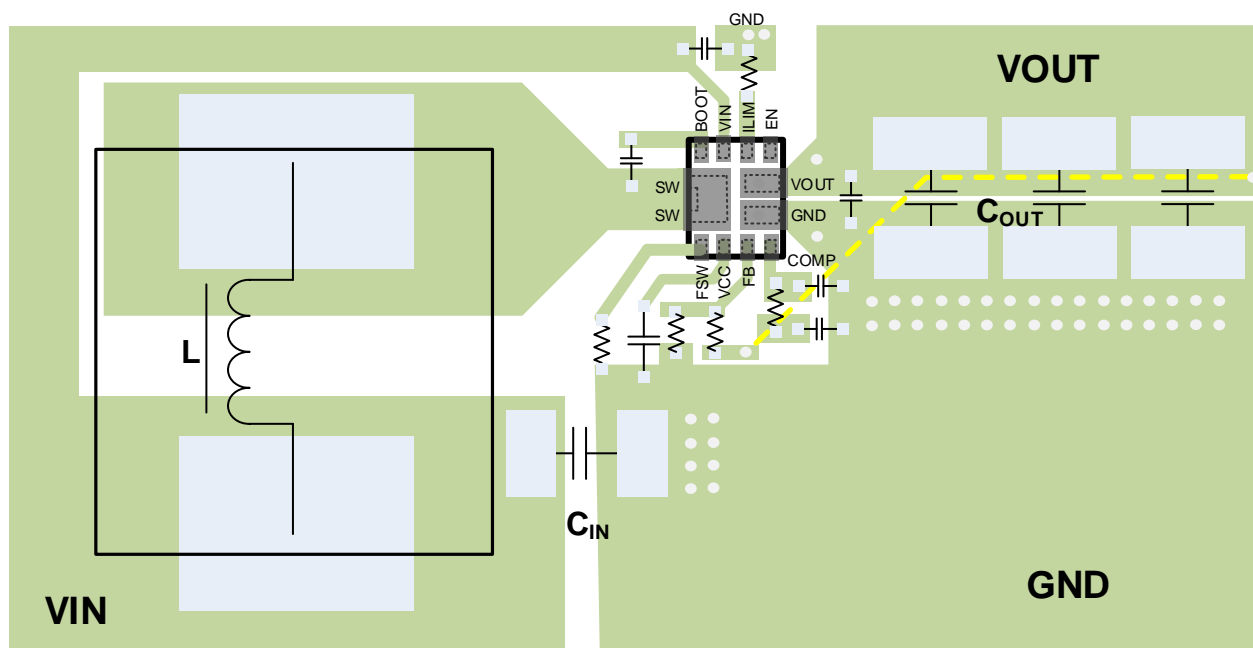 GND
VOUT
BOOT
VIN
ILIM
EN
SW
VOUT
SW
GND
COUT
FSW
VCC
FB
COMP
L
CIN
VIN
GND